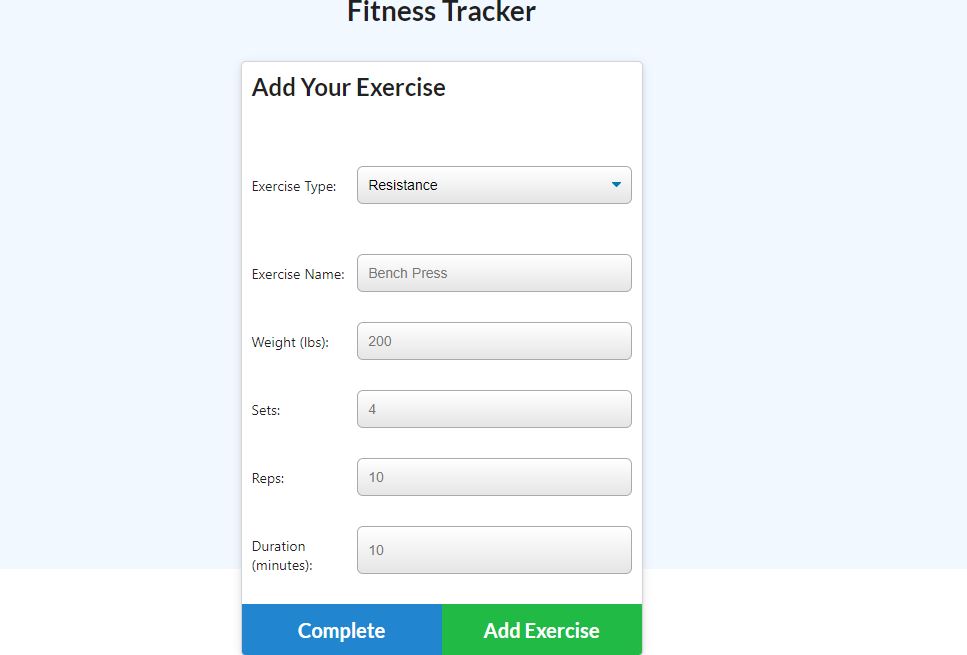 Fitness Tracker
Add Your Exercise
Exercise Type: Resistance
Exercise Name: Bench Press
Weight (lbs): 200
Sets: 4
Reps: 10
Duration
(minutes): 10
Complete Add Exercise